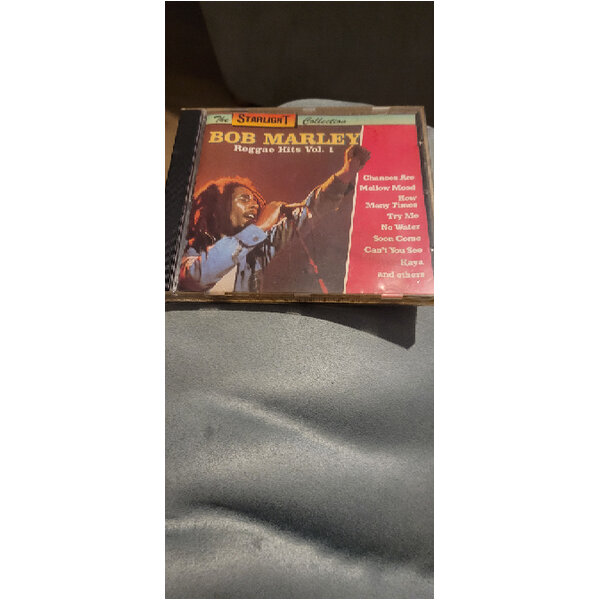 The STARLIGHT Collection
BOB MARLEY
Reggae Hits Vol. 1
Chances Are
Mellow Mood
How
Many Times
Try Me
No Water
Soon Come
Can't You See
Kaya
and others